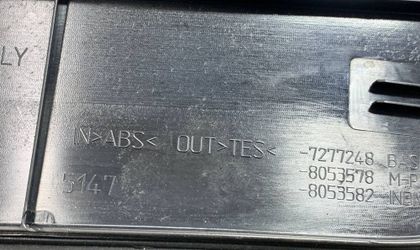 LY
IN>ABS< OUT>TES<
-7277248
5147
-8053578 M-P
-8053582